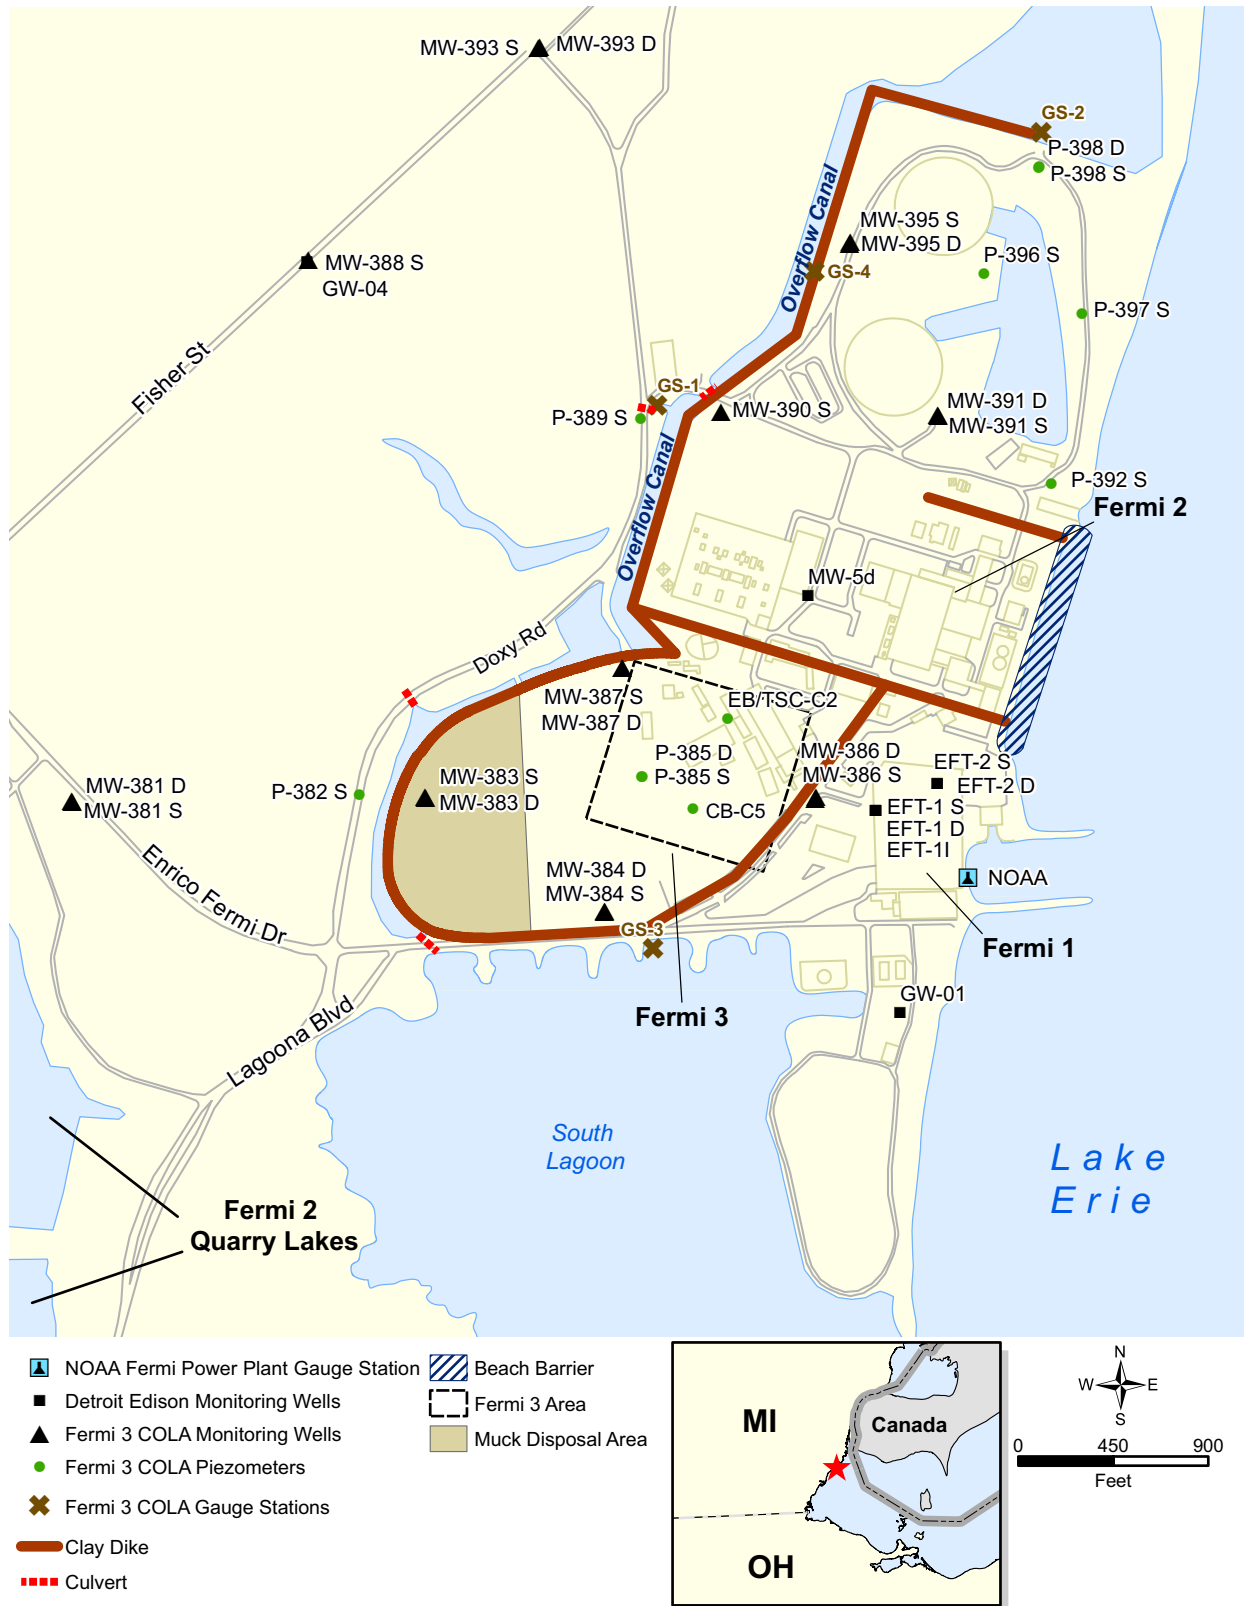 MW-393 S
MW-393 D
GS-2
P-398 D
P-398 S
Overflow Canal
MW-395 S
MW-395 D
GS-4
P-396 S
P-397 S
MW-388 S
GW-04
Fisher St
GS-1
P-389 S
MW-390 S
MW-391 D
MW-391 S
P-392 S
Fermi 2
Overflow Canal
MW-5d
Doxy Rd
MW-387 S
MW-387 D
EB/TSC-C2
P-385 D
P-385 S
CB-C5
MW-386 D
MW-386 S
EFT-2 S
EFT-2 D
EFT-1 S
EFT-1 D
EFT-1I
MW-381 D
MW-381 S
P-382 S
MW-383 S
MW-383 D
Enrico Fermi Dr
MW-384 D
MW-384 S
GS-3
NOAA
Fermi 1
Fermi 3
GW-01
Lagoona Blvd
South
Lagoon
Lake
Erie
Fermi 2
Quarry Lakes
NOAA Fermi Power Plant Gauge Station
Detroit Edison Monitoring Wells
Fermi 3 COLA Monitoring Wells
Fermi 3 COLA Piezometers
Fermi 3 COLA Gauge Stations
Clay Dike
Culvert
Beach Barrier
Fermi 3 Area
Muck Disposal Area
MI
Canada
OH
N
W
E
S
0 450 900
Feet